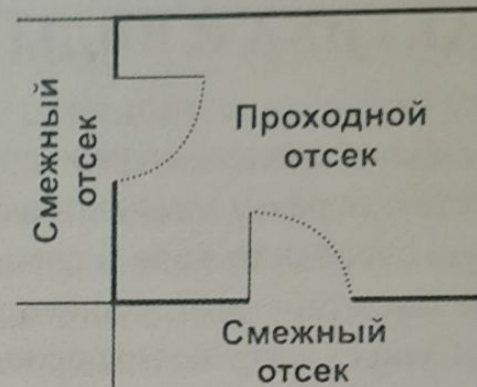 Смежный
отсек
Проходной
отсек
Смежный
отсек